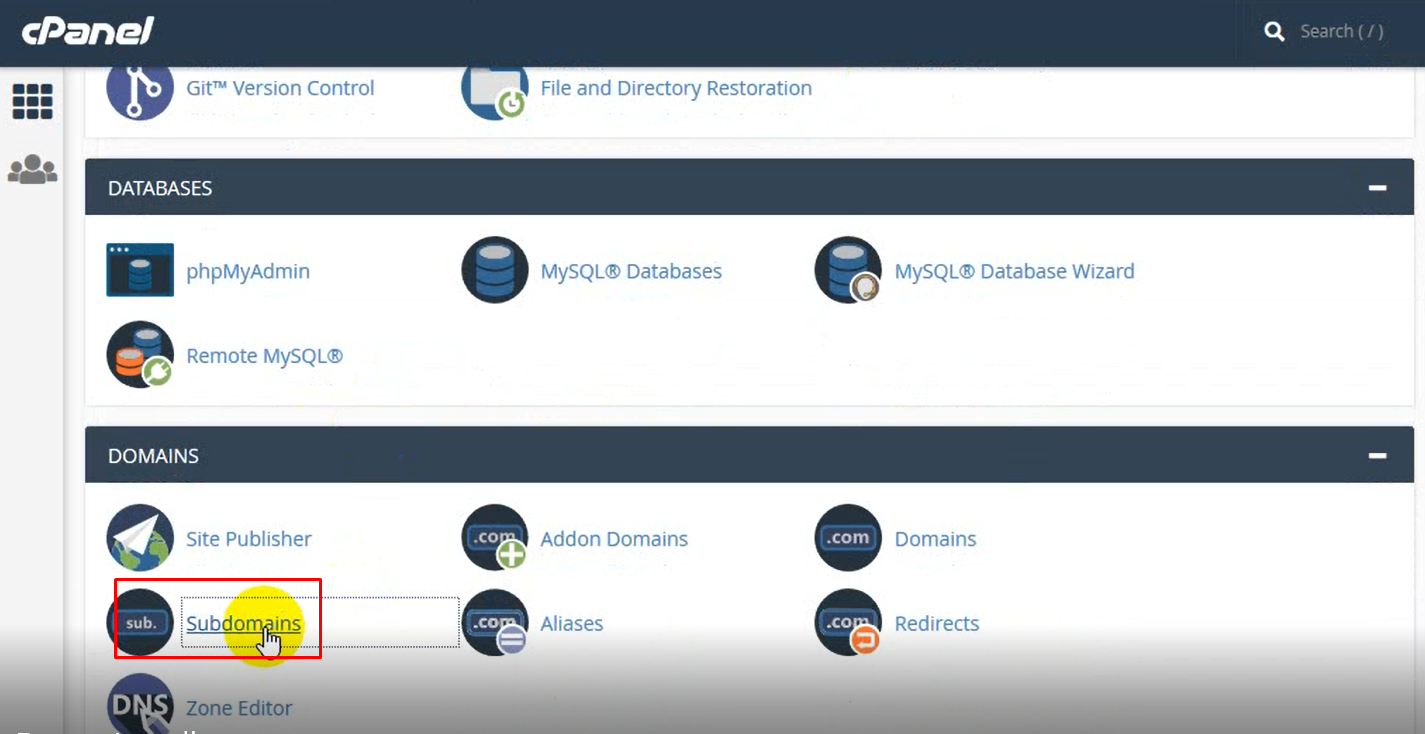 cPanel
Search ( / )
Git™ Version Control
File and Directory Restoration
DATABASES
phpMyAdmin
MySQL® Databases
MySQL® Database Wizard
Remote MySQL®
DOMAINS
Site Publisher
.com
Addon Domains
.com
Domains
sub.
Subdomains
.com
Aliases
.com
Redirects
DNS
Zone Editor